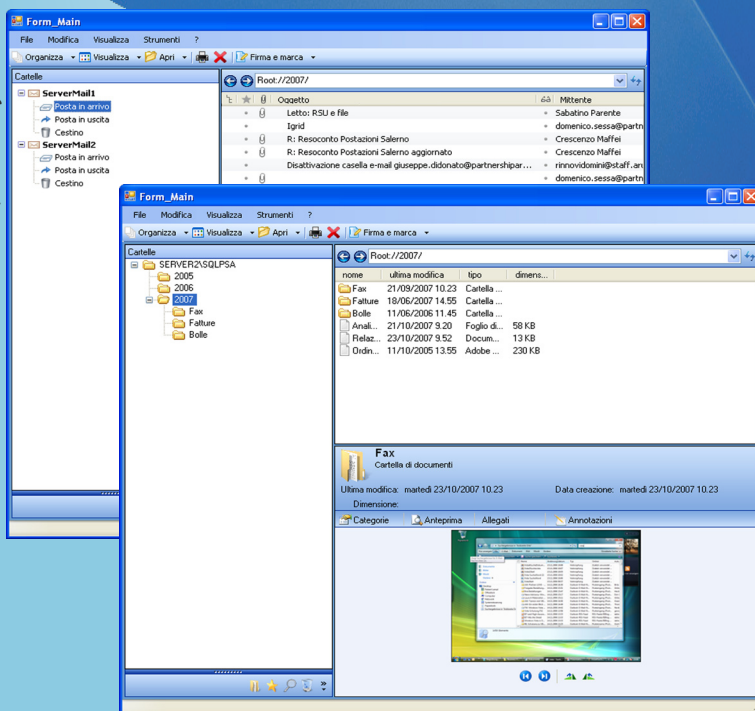 Form_Main
File Modifica Visualizza Strumenti ?
Organizza Visualizza Apri Firma e marca
Cartelle
Root://2007/
ServerMail1
Posta in arrivo
Posta in uscita
Cestino
ServerMail2
Posta in arrivo
Posta in uscita
Cestino
Oggetto Mittente
Letto: RSU e file Sabatino Parente
Igrid domenico.sessa@partn
R: Resoconto Postazioni Salerno Crescenzo Maffei
R: Resoconto Postazioni Salerno aggiornato Crescenzo Maffei
Disattivazione casella e-mail giuseppe.didonato@partnershipar... rinnovidomini@staff.aru
domenico.sessa@partn
Form_Main
File Modifica Visualizza Strumenti ?
Organizza Visualizza Apri Firma e marca
Cartelle
Root://2007/
SERVER2\SQLPSA
2005
2006
2007
Fax
Fatture
Bolle
nome ultima modifica tipo dimens...
Fax 21/09/2007 10.23 Cartella ...
Fatture 18/06/2007 14.55 Cartella ...
Bolle 11/06/2006 11.45 Cartella ...
Anali... 21/10/2007 9.20 Foglio di... 58 KB
Relaz... 23/10/2007 9.52 Docum... 13 KB
Ordin... 11/10/2005 13.55 Adobe ... 230 KB
Fax
Cartella di documenti
Ultima modifica: martedì 23/10/2007 10.23 Data creazione: martedì 23/10/2007 10.23
Dimensione:
Categorie Anteprima Allegati Annotazioni